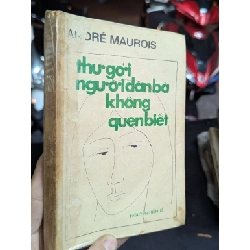 ANDRÉ MAUROIS
thư gởi
người đàn bà
không
quen biết